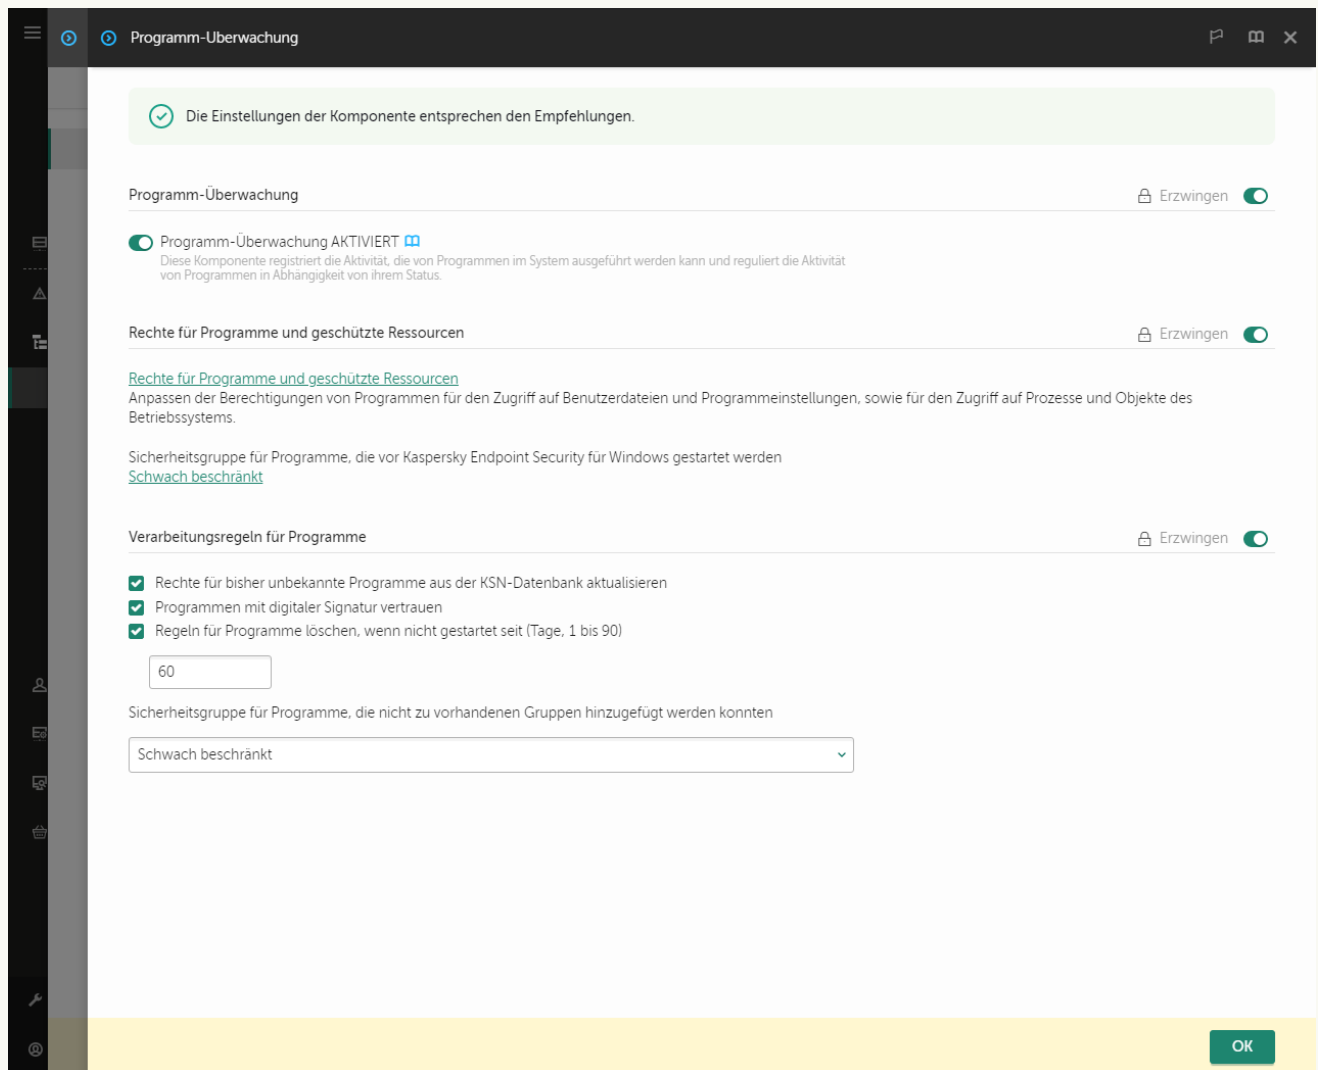 Programm-Überwachung
Die Einstellungen der Komponente entsprechen den Empfehlungen.
Programm-Überwachung
Erzwingen
Programm-Überwachung AKTIVIERT
Diese Komponente registriert die Aktivität, die von Programmen im System ausgeführt werden kann und reguliert die Aktivität
von Programmen in Abhängigkeit von ihrem Status.
Rechte für Programme und geschützte Ressourcen
Erzwingen
Rechte für Programme und geschützte Ressourcen
Anpassen der Berechtigungen von Programmen für den Zugriff auf Benutzerdateien und Programmeinstellungen, sowie für den Zugriff auf Prozesse und Objekte des
Betriebssystems.
Sicherheitsgruppe für Programme, die vor Kaspersky Endpoint Security für Windows gestartet werden
Schwach beschränkt
Verarbeitungsregeln für Programme
Erzwingen
Rechte für bisher unbekannte Programme aus der KSN-Datenbank aktualisieren
Programmen mit digitaler Signatur vertrauen
Regeln für Programme löschen, wenn nicht gestartet seit (Tage, 1 bis 90)
60
Sicherheitsgruppe für Programme, die nicht zu vorhandenen Gruppen hinzugefügt werden konnten
Schwach beschränkt
OK